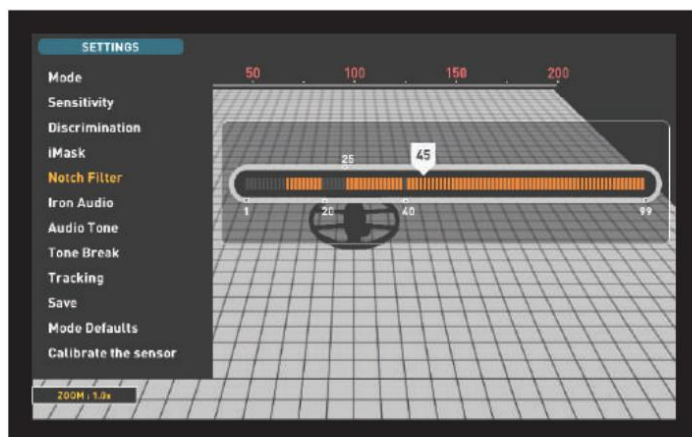 SETTINGS
Mode
Sensitivity
Discrimination
iMask
Notch Filter
Iron Audio
Audio Tone
Tone Break
Tracking
Save
Mode Defaults
Calibrate the sensor
ZOOM : 1.0x
50 100 150 200
25 45
1 20 40 99